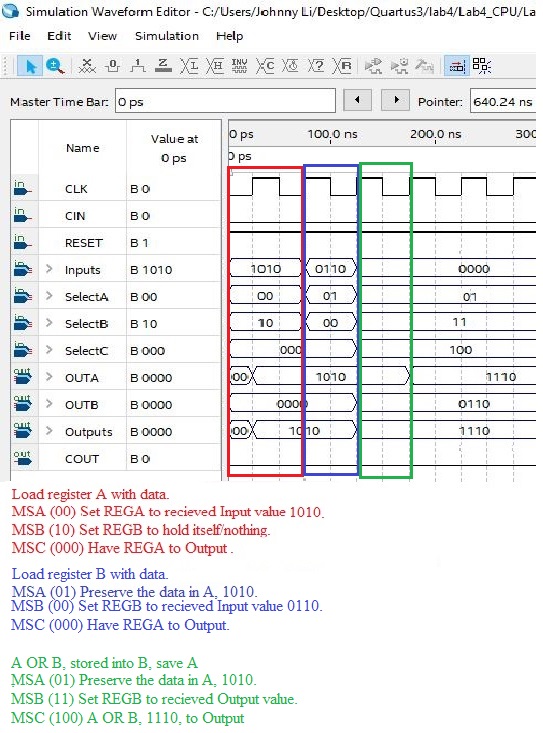 Simulation Waveform Editor - C:/Users/Johnny Li/Desktop/Quartus3/lab4/Lab4_CPU/La
File Edit View Simulation Help
Master Time Bar: 0 ps Pointer: 640.24 ns
Name Value at 0 ps 0 ps 100.0 ns 200.0 ns 300
0 ps
CLK B 0
CIN B 0
RESET B 1
Inputs B 1010 1010 0110 0000
SelectA B 00 00 01 01
SelectB B 10 10 00 11
SelectC B 000 000 100
OUTA B 0000 00 1010 1110
OUTB B 0000 0000 0110
Outputs B 0000 00 1010 1110
COUT B 0
Load register A with data.
MSA (00) Set REGA to recieved Input value 1010.
MSB (10) Set REGB to hold itself/nothing.
MSC (000) Have REGA to Output .
Load register B with data.
MSA (01) Preserve the data in A, 1010.
MSB (00) Set REGB to recieved Input value 0110.
MSC (000) Have REGA to Output.
A OR B, stored into B, save A
MSA (01) Preserve the data in A, 1010.
MSB (11) Set REGB to recieved Output value.
MSC (100) A OR B, 1110, to Output